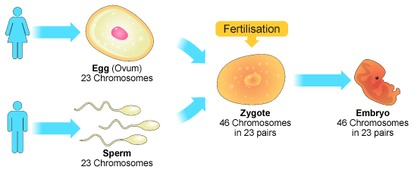 Fertilisation
Egg (Ovum)
23 Chromosomes
Sperm
23 Chromosomes
Zygote
46 Chromosomes
in 23 pairs
Embryo
46 Chromosomes
in 23 pairs